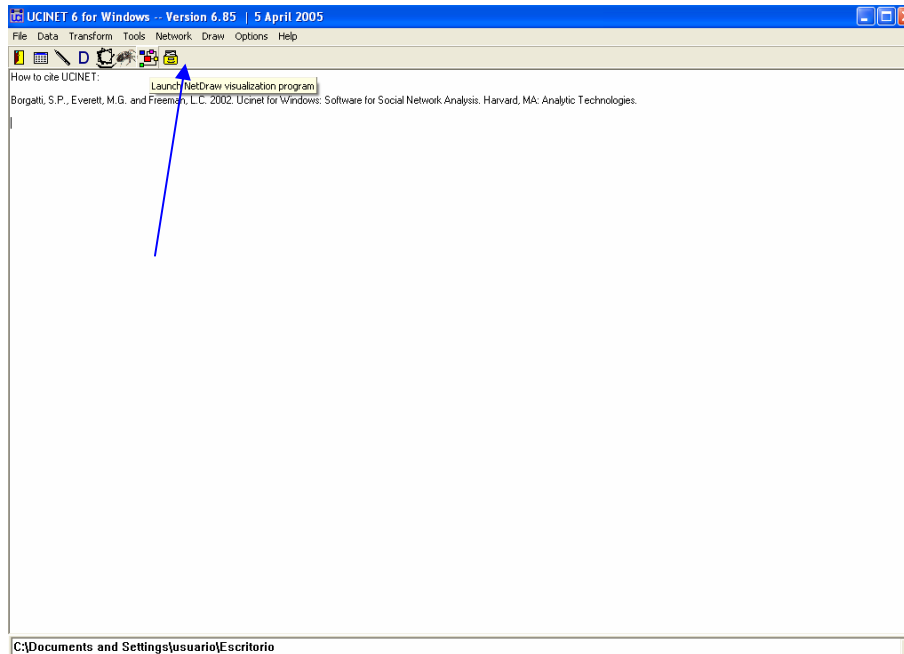 UCINET 6 for Windows -- Version 6.85 | 5 April 2005
File Data Transform Tools Network Draw Options Help
D
How to cite UCINET:
Launch NetDraw visualization program
Borgatti, S.P., Everett, M.G. and Freeman, L.C. 2002. Ucinet for Windows: Software for Social Network Analysis. Harvard, MA: Analytic Technologies.
C:\Documents and Settings\usuario\Escritorio